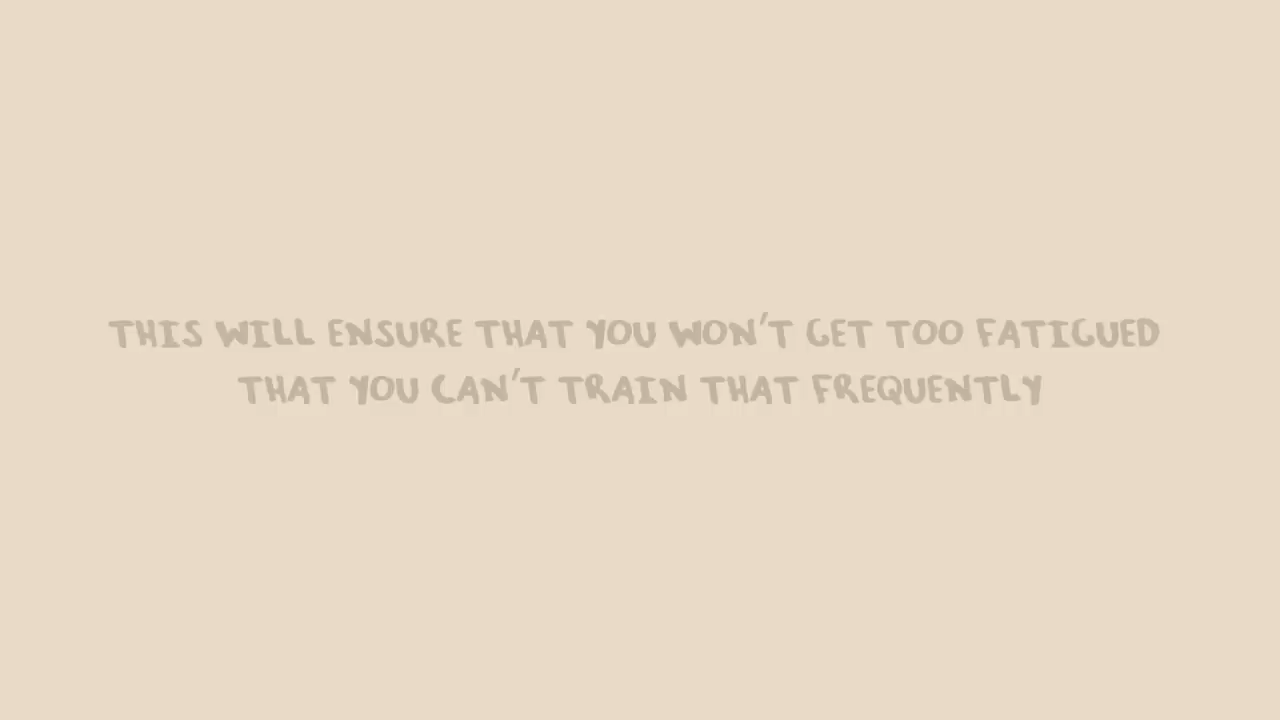 THIS WILL ENSURE THAT YOU WON'T GET TOO FATIGUED
THAT YOU CAN'T TRAIN THAT FREQUENTLY